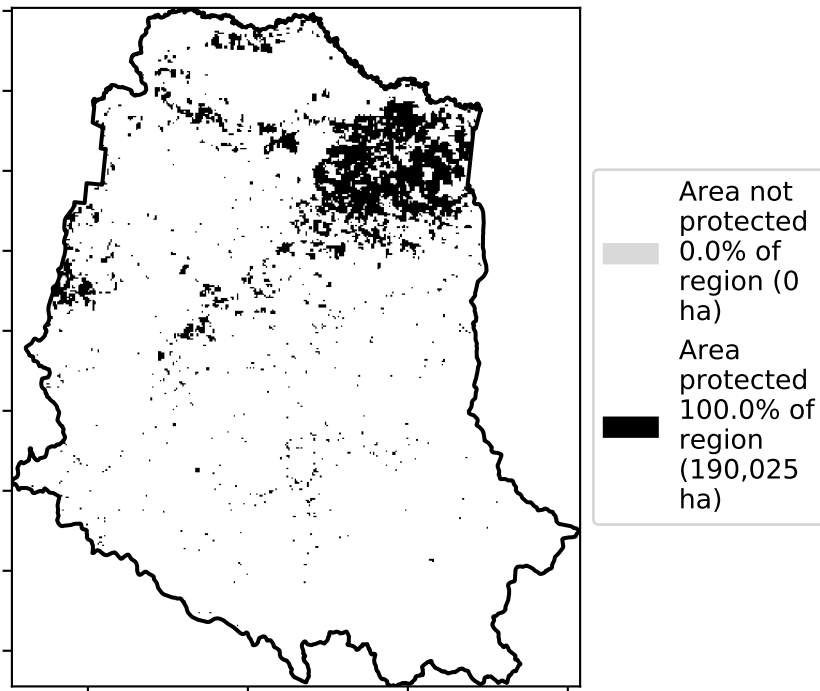 Area not
protected
0.0% of
region (0
ha)
Area
protected
100.0% of
region
(190,025
ha)